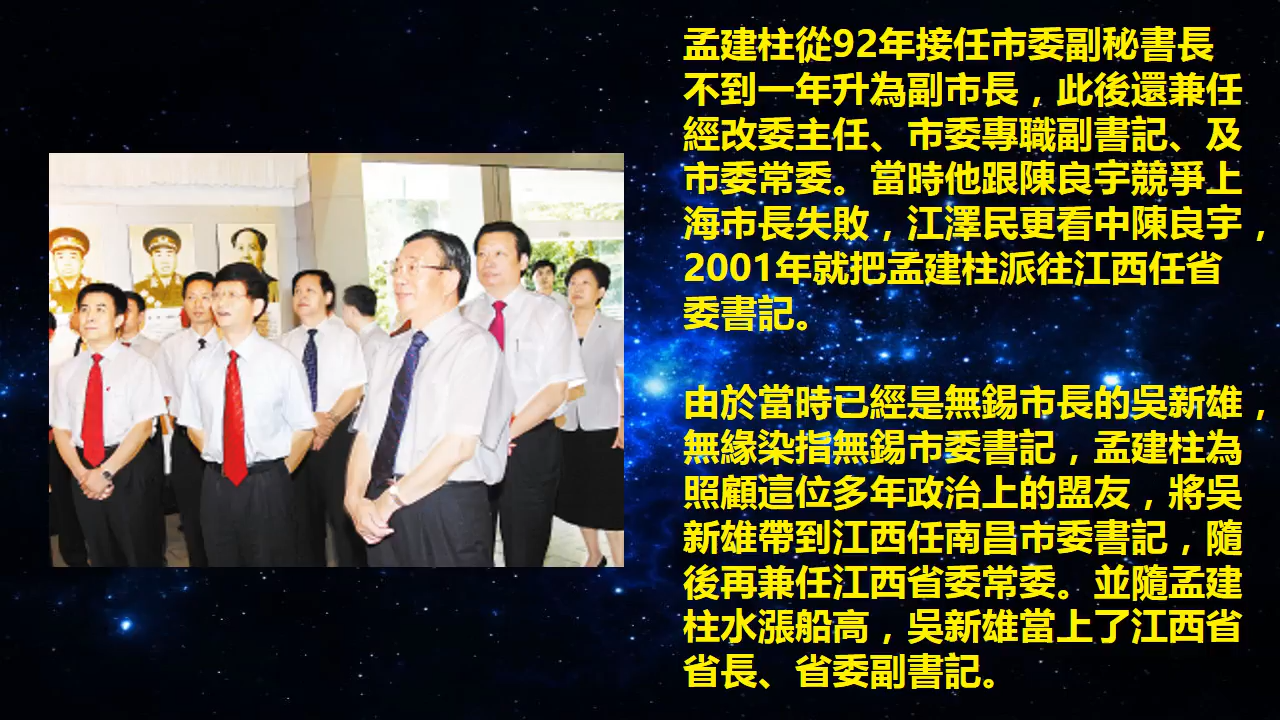 孟建柱從92年接任市委副秘書長
不到一年升為副市長，此後還兼任
經改委主任、市委專職副書記、及
市委常委。當時他跟陳良宇競爭上
海市長失敗，江澤民更看中陳良宇，
2001年就把孟建柱派往江西任省
委書記。
由於當時已經是無錫市長的吳新雄，
無緣染指無錫市委書記，孟建柱為
照顧這位多年政治上的盟友，將吳
新雄帶到江西任南昌市委書記，隨
後再兼任江西省委常委。並隨孟建
柱水漲船高，吳新雄當上了江西省
省長、省委副書記。